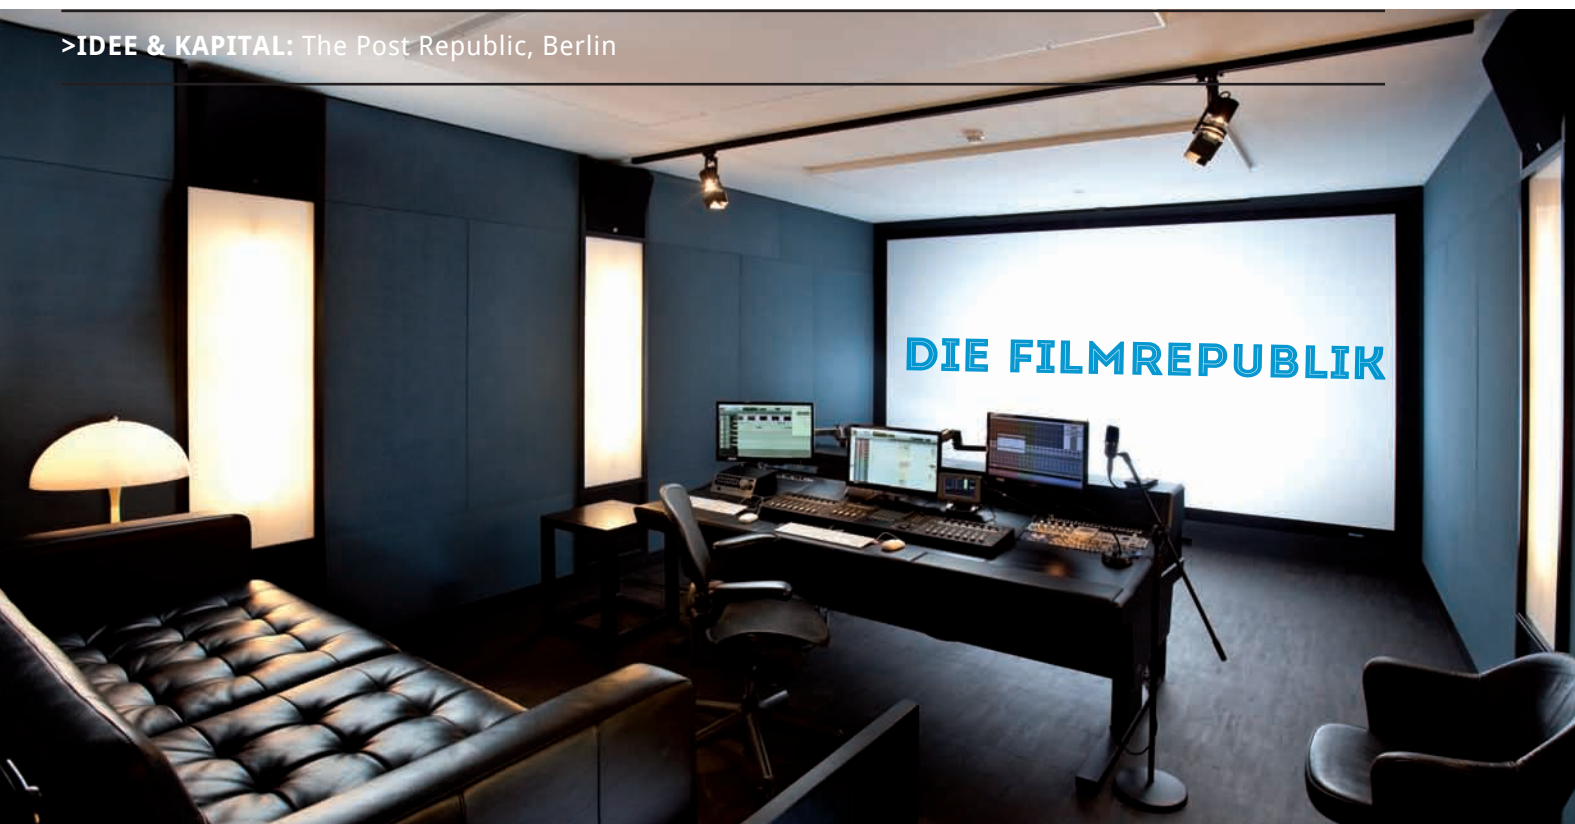 >IDEE & KAPITAL: The Post Republic, Berlin
DIE FILMREPUBLIK